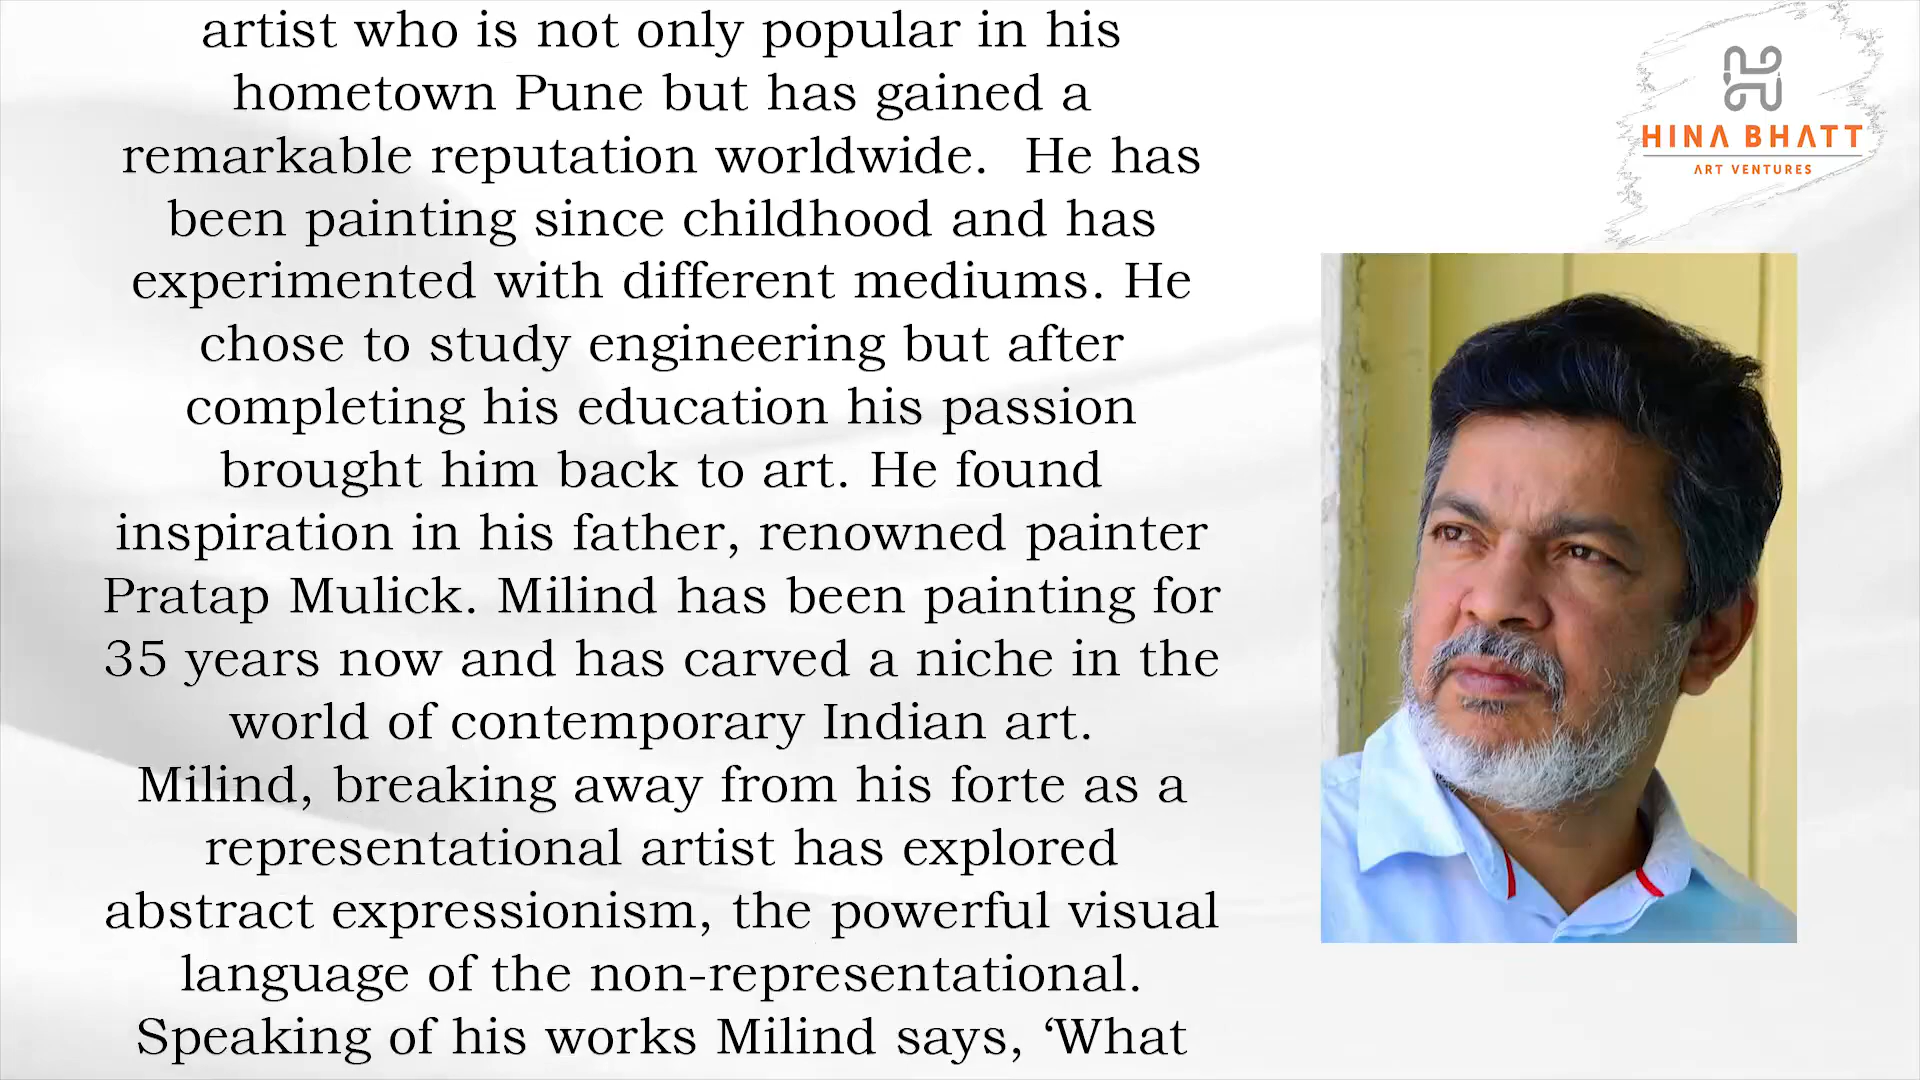 artist who is not only popular in his
hometown Pune but has gained a
remarkable reputation worldwide.  He has
been painting since childhood and has
experimented with different mediums. He
chose to study engineering but after
completing his education his passion
brought him back to art. He found
inspiration in his father, renowned painter
Pratap Mulick. Milind has been painting for
35 years now and has carved a niche in the
world of contemporary Indian art.
Milind, breaking away from his forte as a
representational artist has explored
abstract expressionism, the powerful visual
language of the non-representational.
Speaking of his works Milind says, ‘What
HINA BHATT
ART VENTURES